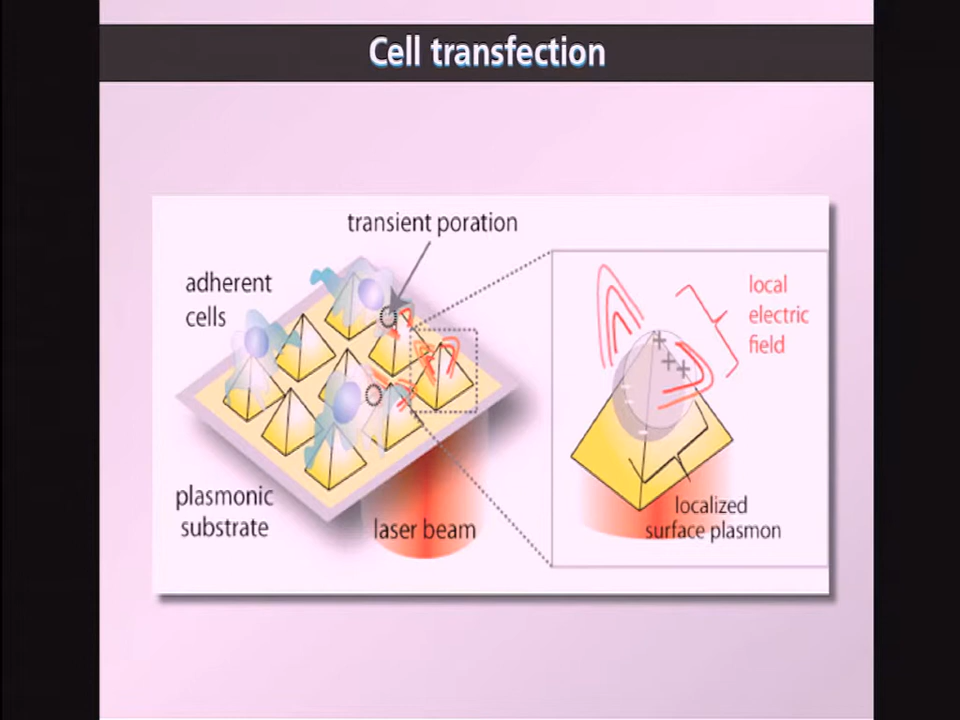 Cell transfection
transient poration
adherent
cells
plasmonic
substrate
laser beam
local
electric
field
localized
surface plasmon